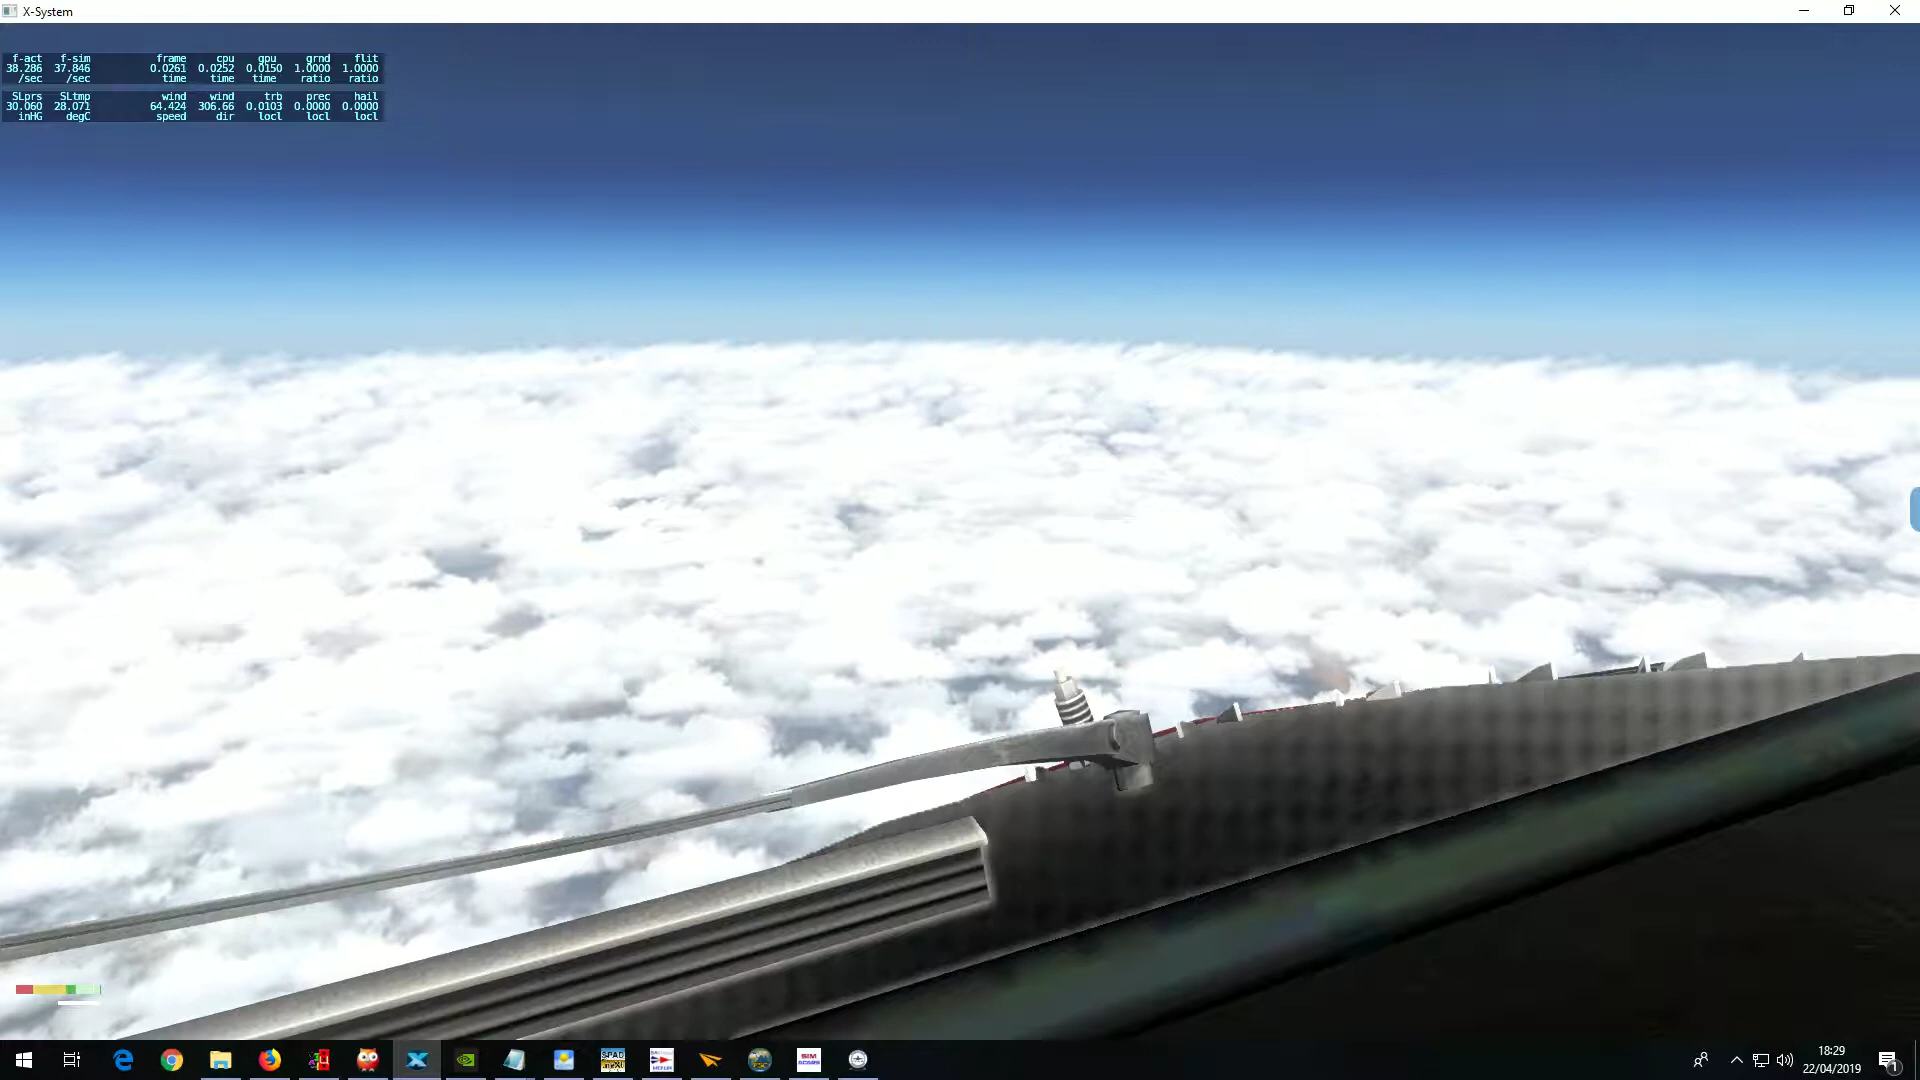 X-System
f-act f-sim frame cpu gpu grnd flit
38.286 37.846 0.0261 0.0252 0.0150 1.0000 1.0000
/sec /sec time time time ratio ratio
SLprs SLtmp wind wind trb prec hail
30.060 28.071 64.424 306.66 0.0103 0.0000 0.0000
inHG degC speed dir locl locl locl
SPAD
SIM
18:29
22/04/2019
1